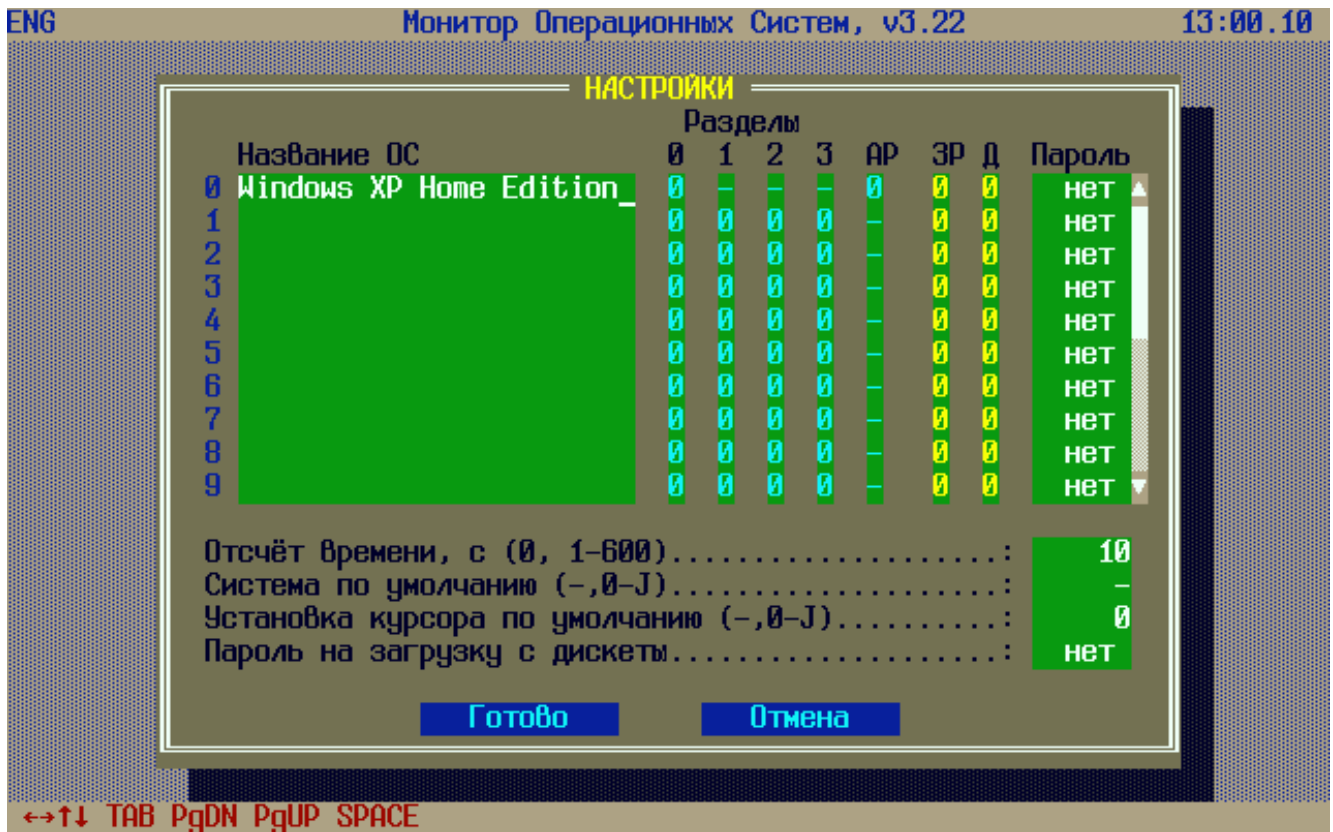 ENG Монитор Операционных Систем, v3.22 13:00.10
НАСТРОЙКИ
Разделы
Название ОС 0 1 2 3 АР ЗР Д Пароль
0 Windows XP Home Edition_ 0 - - - 0 0 0 нет ▲
1 0 0 0 0 - 0 0 нет
2 0 0 0 0 - 0 0 нет
3 0 0 0 0 - 0 0 нет
4 0 0 0 0 - 0 0 нет
5 0 0 0 0 - 0 0 нет
6 0 0 0 0 - 0 0 нет
7 0 0 0 0 - 0 0 нет
8 0 0 0 0 - 0 0 нет
9 0 0 0 0 - 0 0 нет ▼
Отсчёт времени, с (0, 1-600)....................: 10
Система по умолчанию (-,0-J)....................: -
Установка курсора по умолчанию (-,0-J)..........: 0
Пароль на загрузку с дискеты....................: нет
Готово Отмена
←→↑↓ TAB PgDN PgUP SPACE